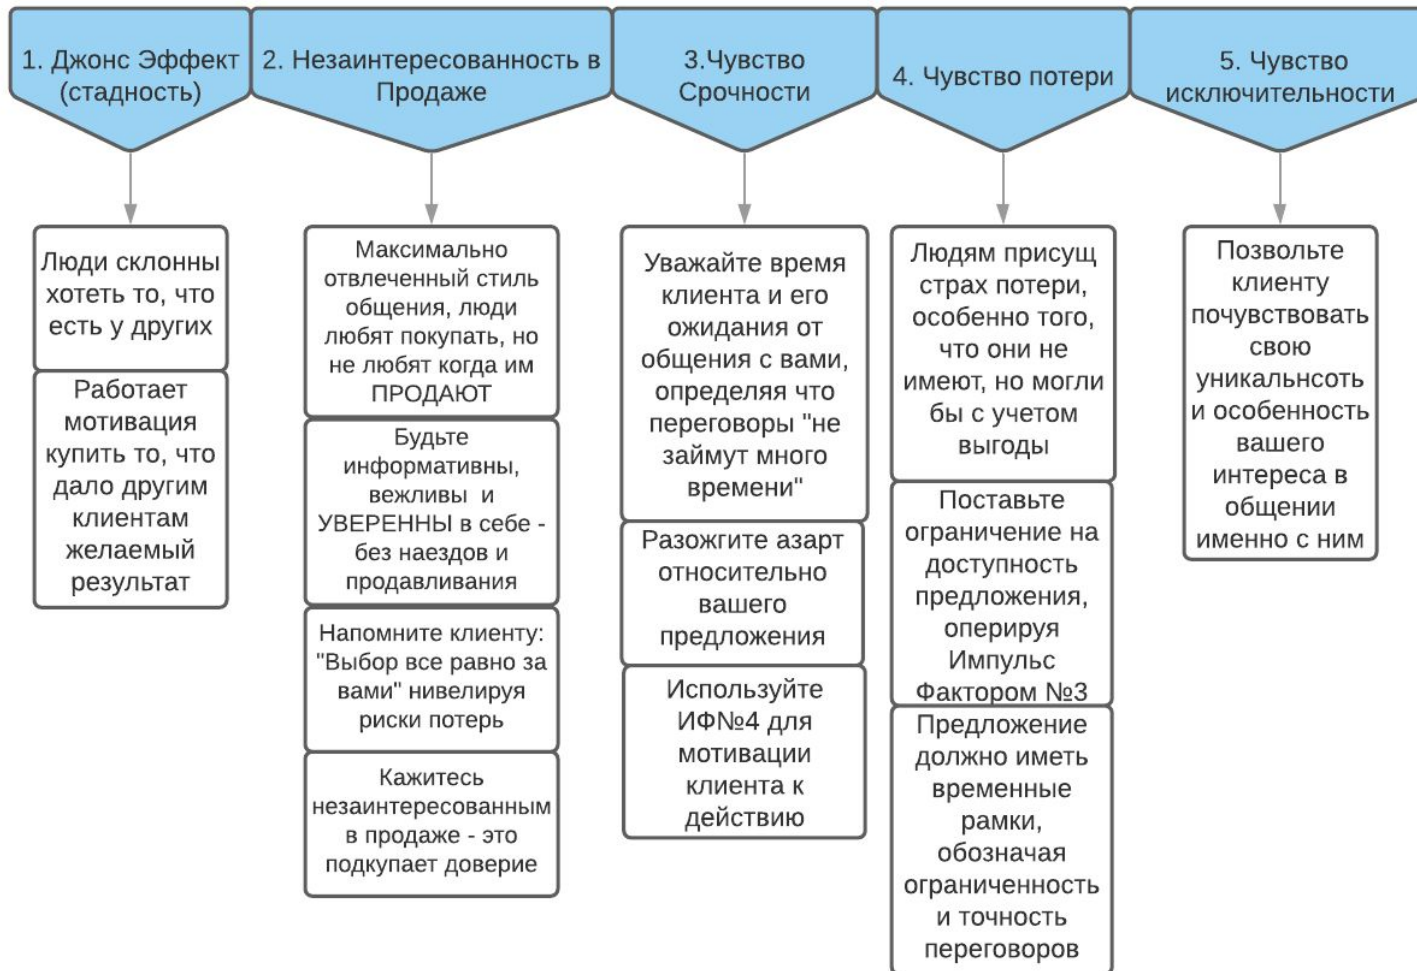 1. Джонс Эффект
(стадность)
2. Незаинтересованность в
Продаже
3.Чувство
Срочности
4. Чувство потери
5. Чувство
исключительности
Люди склонны
хотеть то, что
есть у других
Работает
мотивация
купить то, что
дало другим
клиентам
желаемый
результат
Максимально
отвлеченный стиль
общения, люди
любят покупать, но
не любят когда им
ПРОДАЮТ
Будьте
информативны,
вежливы и
УВЕРЕННЫ в себе -
без наездов и
продавливания
Напомните клиенту:
"Выбор все равно за
вами" нивелируя
риски потерь
Кажитесь
незаинтересованным
в продаже - это
подкупает доверие
Уважайте время
клиента и его
ожидания от
общения с вами,
определяя что
переговоры "не
займут много
времени"
Разожгите азарт
относительно
вашего
предложения
Используйте
ИФ№4 для
мотивации
клиента к
действию
Людям присущ
страх потери,
особенно того,
что они не
имеют, но могли
бы с учетом
выгоды
Поставьте
ограничение на
доступность
предложения,
оперируя
Импульс
Фактором №3
Предложение
должно иметь
временные
рамки,
обозначая
ограниченность
и точность
переговоров
Позвольте
клиенту
почувствовать
свою
уникальнсоть
и особенность
вашего
интереса в
общении
именно с ним